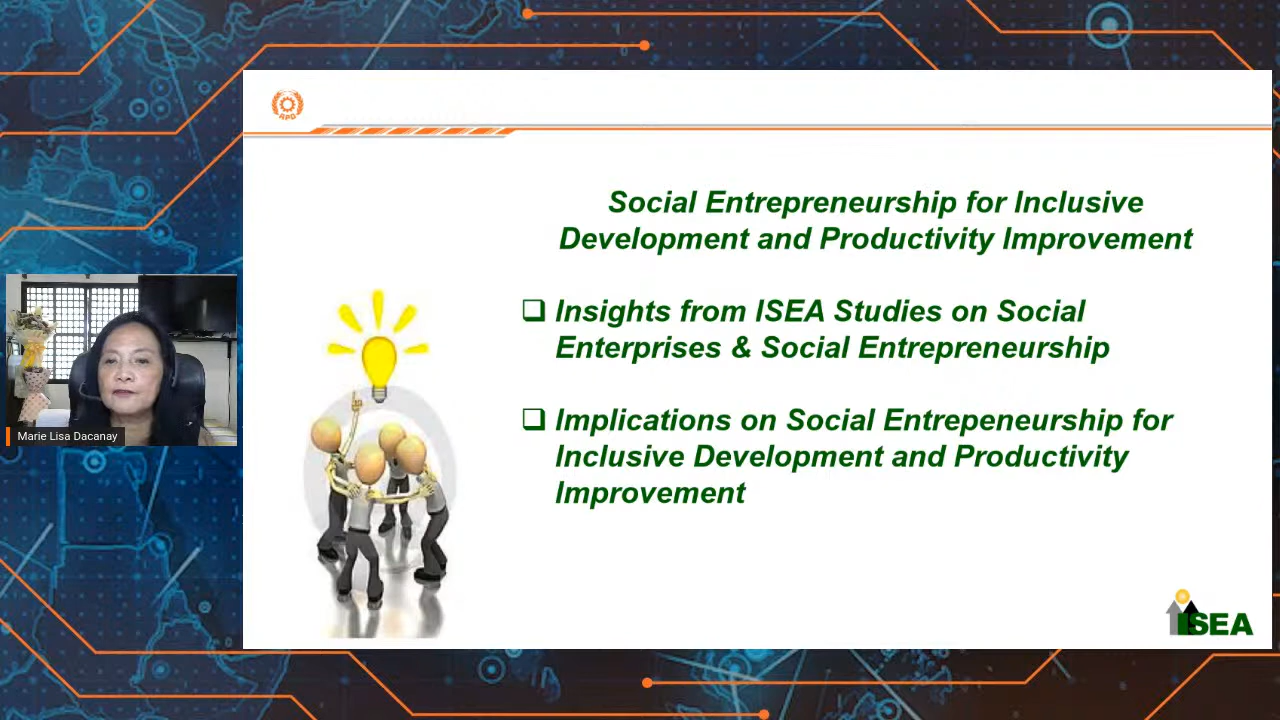 APO
Social Entrepreneurship for Inclusive
Development and Productivity Improvement
❑ Insights from ISEA Studies on Social
Enterprises & Social Entrepreneurship
❑ Implications on Social Entrepeneurship for
Inclusive Development and Productivity
Improvement
Marie Lisa Dacanay
ISEA